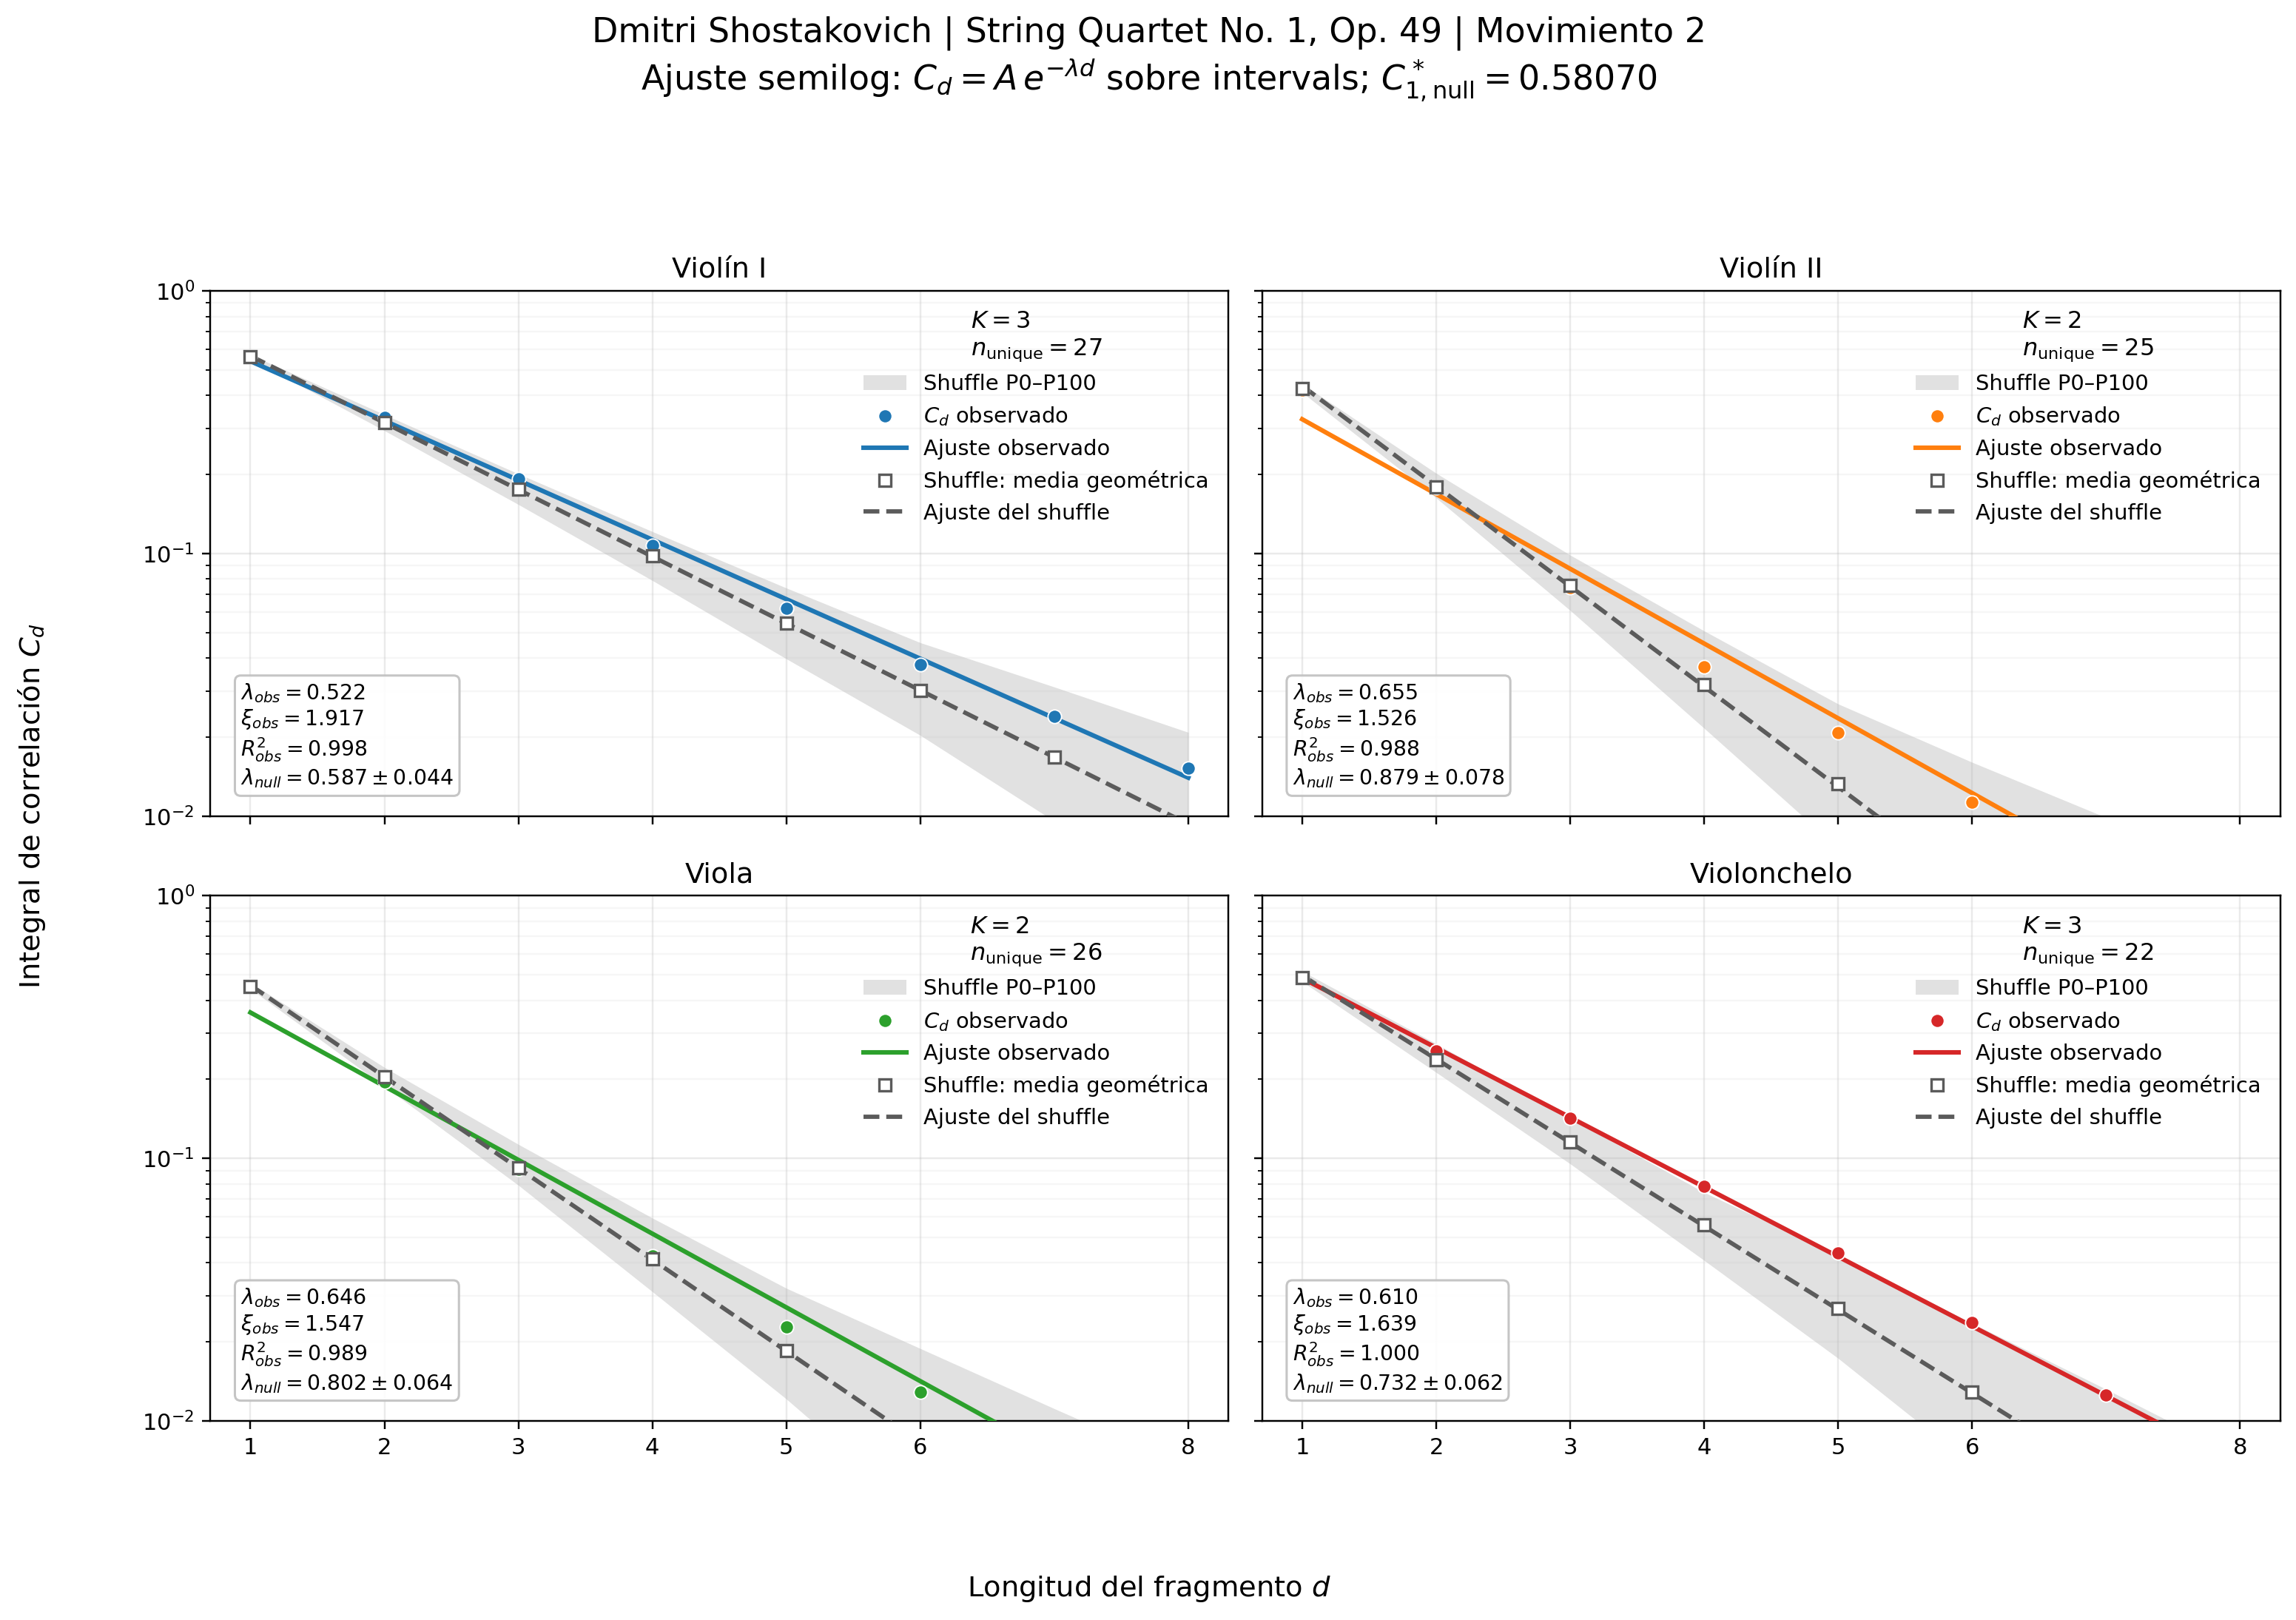 Dmitri Shostakovich | String Quartet No. 1, Op. 49 | Movimiento 2
Ajuste semilog: $C_d = A\, e^{-\lambda d}$ sobre intervals; $C^*_{1,\mathrm{null}} = 0.58070$
Integral de correlación $C_d$
Violín I
10⁰
10⁻¹
10⁻²
K = 3
n_unique = 27
Shuffle P0–P100
C_d observado
Ajuste observado
Shuffle: media geométrica
Ajuste del shuffle
λ_obs = 0.522
ξ_obs = 1.917
R²_obs = 0.998
λ_null = 0.587 ± 0.044
Violín II
K = 2
n_unique = 25
Shuffle P0–P100
C_d observado
Ajuste observado
Shuffle: media geométrica
Ajuste del shuffle
λ_obs = 0.655
ξ_obs = 1.526
R²_obs = 0.988
λ_null = 0.879 ± 0.078
Viola
10⁰
10⁻¹
10⁻²
K = 2
n_unique = 26
Shuffle P0–P100
C_d observado
Ajuste observado
Shuffle: media geométrica
Ajuste del shuffle
λ_obs = 0.646
ξ_obs = 1.547
R²_obs = 0.989
λ_null = 0.802 ± 0.064
1 2 3 4 5 6 8
Violonchelo
K = 3
n_unique = 22
Shuffle P0–P100
C_d observado
Ajuste observado
Shuffle: media geométrica
Ajuste del shuffle
λ_obs = 0.610
ξ_obs = 1.639
R²_obs = 1.000
λ_null = 0.732 ± 0.062
1 2 3 4 5 6 8
Longitud del fragmento d